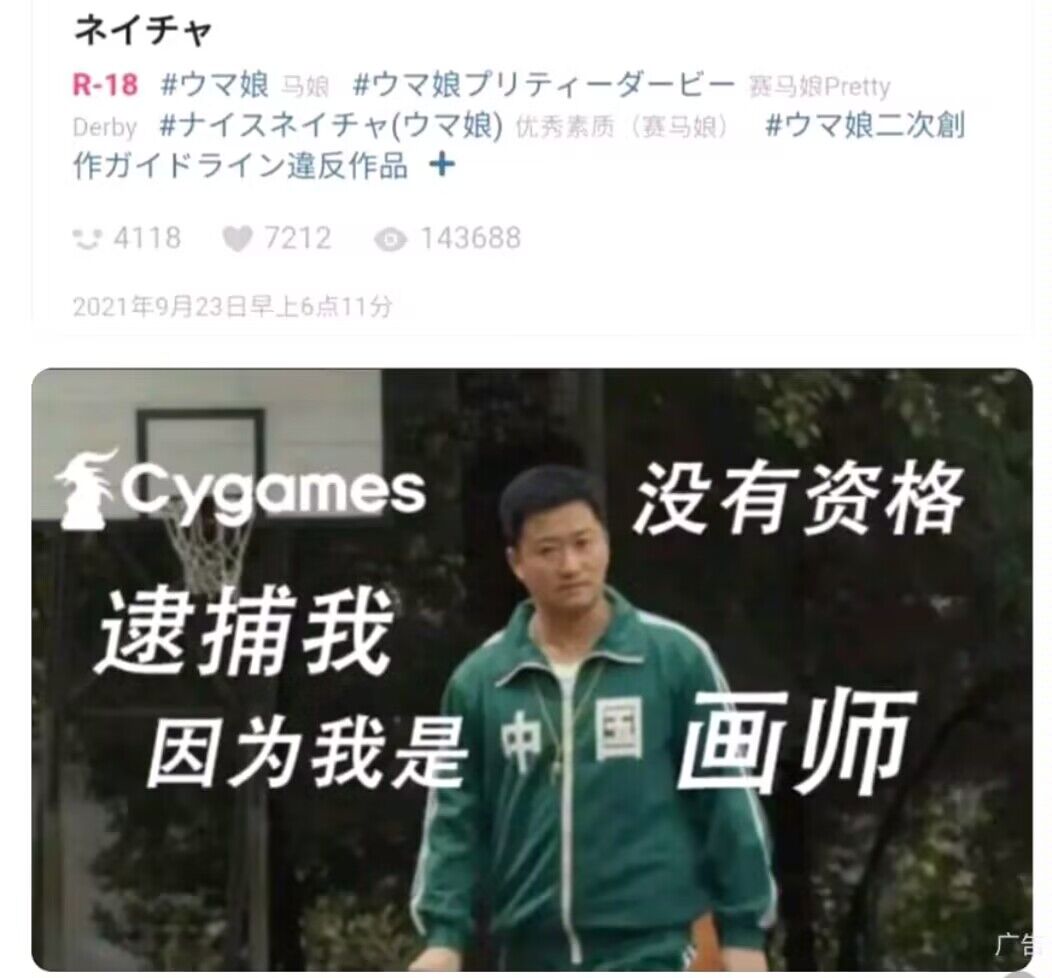 ネイチャ
R-18 #ウマ娘 马娘 #ウマ娘プリティーダービー 赛马娘Pretty
Derby #ナイスネイチャ(ウマ娘) 优秀素质（赛马娘） #ウマ娘二次創
作ガイドライン違反作品 +
4118 7212 143688
2021年9月23日早上6点11分
Cygames 没有资格
逮捕我
因为我是 画师
中国
广告